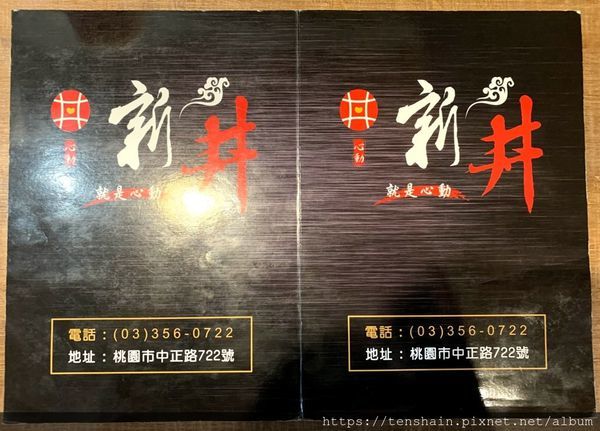 新井
心動
就是心動
電話：(03)356-0722
地址：桃園市中正路722號
新井
心動
就是心動
電話：(03)356-0722
地址：桃園市中正路722號
https://tenshain.pixnet.net/album